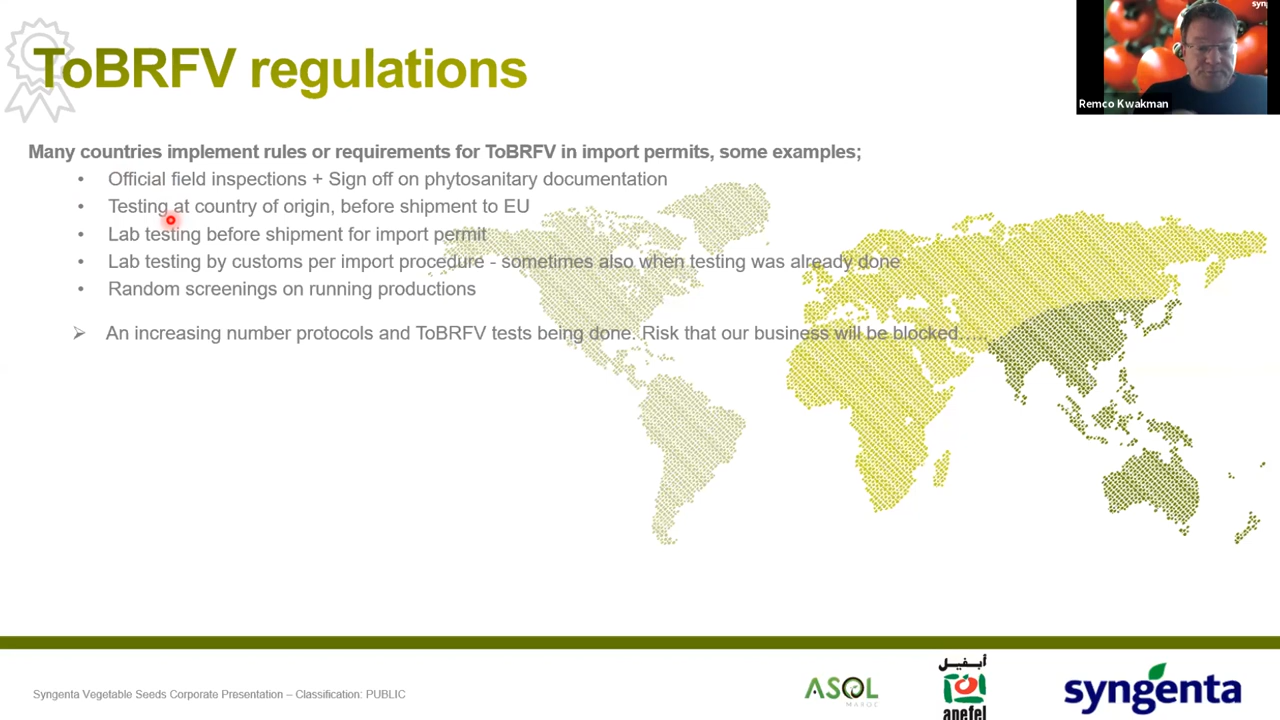 ToBRFV regulations
syn
Remco Kwakman
Many countries implement rules or requirements for ToBRFV in import permits, some examples;
• Official field inspections + Sign off on phytosanitary documentation
• Testing at country of origin, before shipment to EU
• Lab testing before shipment for import permit
• Lab testing by customs per import procedure - sometimes also when testing was already done
• Random screenings on running productions
➢ An increasing number protocols and ToBRFV tests being done. Risk that our business will be blocked…..
Syngenta Vegetable Seeds Corporate Presentation – Classification: PUBLIC
ASOL
MAROC
أبفيل
apefel
syngenta